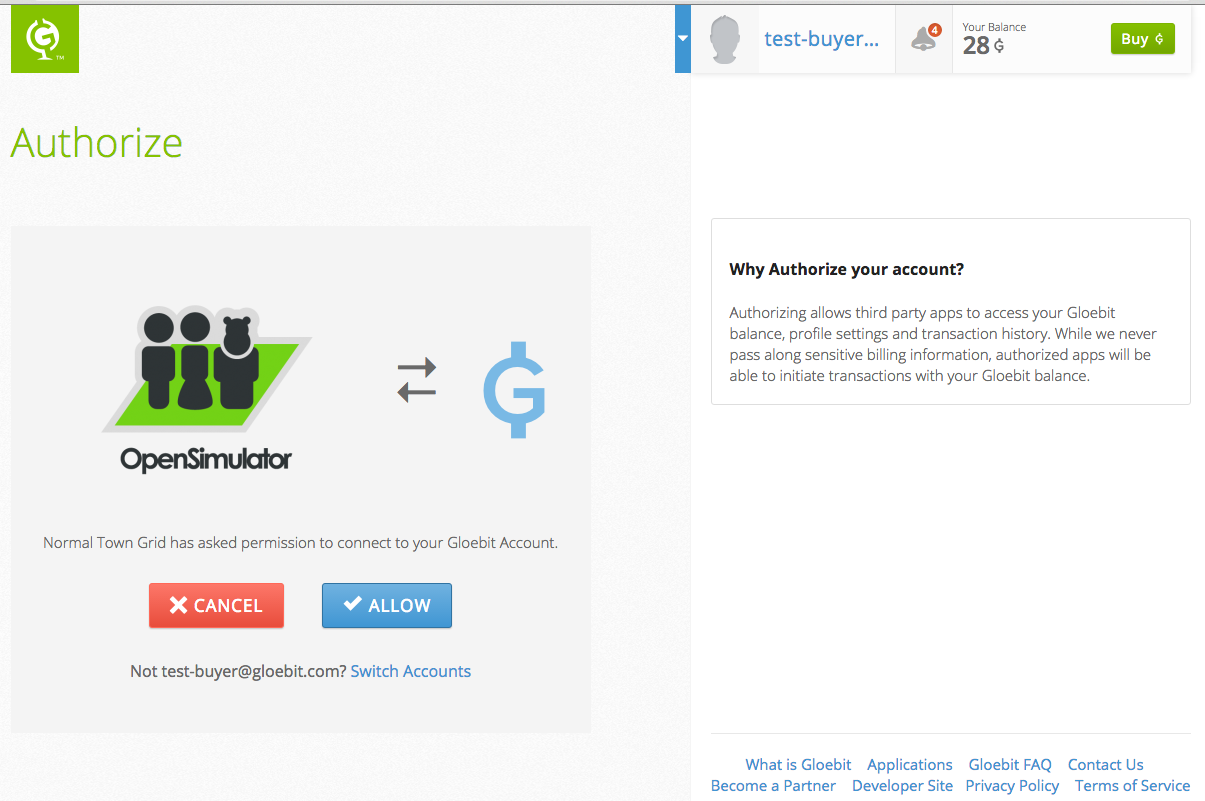 G
TM
test-buyer...
4
Your Balance
28 G
Buy G
Authorize
OpenSimulator
G
Normal Town Grid has asked permission to connect to your Gloebit Account.
CANCEL
ALLOW
Not test-buyer@gloebit.com? Switch Accounts
Why Authorize your account?
Authorizing allows third party apps to access your Gloebit
balance, profile settings and transaction history. While we never
pass along sensitive billing information, authorized apps will be
able to initiate transactions with your Gloebit balance.
What is Gloebit Applications Gloebit FAQ Contact Us
Become a Partner Developer Site Privacy Policy Terms of Service